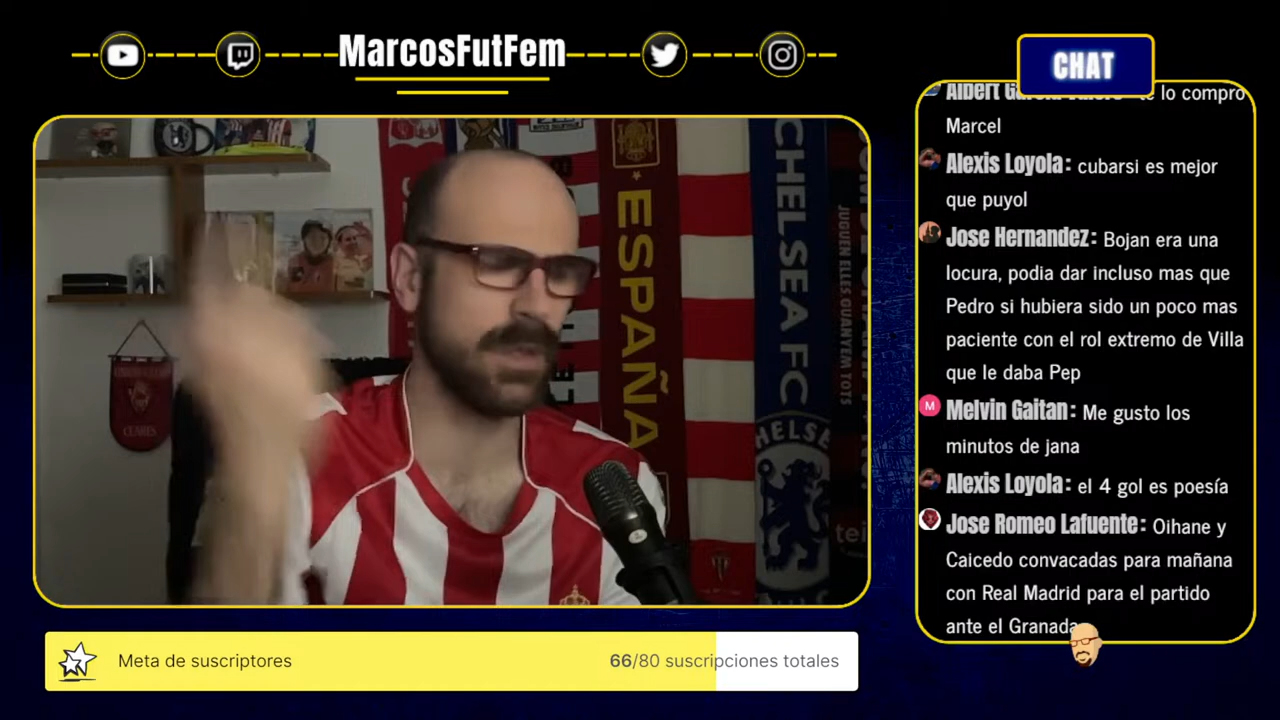 MarcosFutFem
CHAT
lo compro
Marcel
Alexis Loyola: cubarsi es mejor
que puyol
Jose Hernandez: Bojan era una
locura, podia dar incluso mas que
Pedro si hubiera sido un poco mas
paciente con el rol extremo de Villa
que le daba Pep
M Melvin Gaitan: Me gusto los
minutos de jana
Alexis Loyola: el 4 gol es poesía
Jose Romeo Lafuente: Oihane y
Caicedo convacadas para mañana
con Real Madrid para el partido
ante el Granada
ESPAÑA
CHELSEA FC
JUGUEN ELLES GUANYEM TOTS
Meta de suscriptores
66/80 suscripciones totales